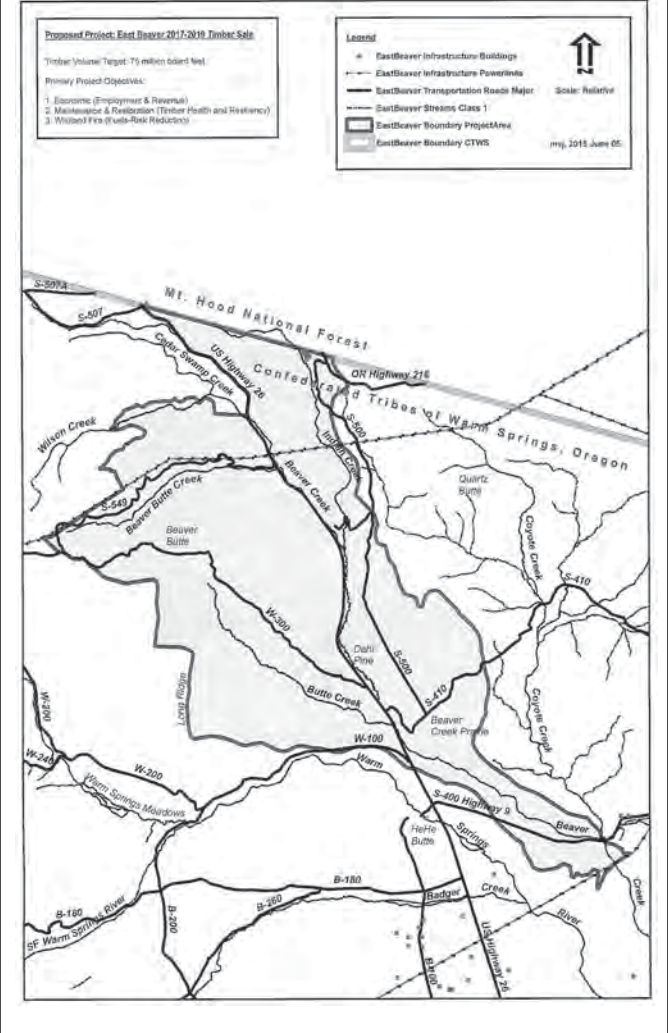 Proposed Project: East Beaver 2017-2019 Timber Sale
Timber Volume Target: 75 million board feet
Primary Project Objectives:
1. Economic (Employment & Revenue)
2. Maintenance & Restoration (Timber Health and Resiliency)
3. Wildland Fire (Fuels-Risk Reduction)
Legend
EastBeaver Infrastructure Buildings
EastBeaver Infrastructure Powerlines
EastBeaver Transportation Roads Major
EastBeaver Streams Class 1
EastBeaver Boundary ProjectArea
EastBeaver Boundary CTWS
Scale: Relative
2015 June 05
S-507A
S-507
Mt. Hood National Forest
Cedar Swamp Creek
US Highway 26
OR Highway 216
Confederated Tribes of Warm Springs, Oregon
Wilson Creek
S-500
Indian Creek
Beaver Creek
S-540
Beaver Butte Creek
Quartz
Butte
Coyote Creek
Beaver
Butte
S-410
W-300
Dahl
Pine
S-500
Butte Creek
S-410
Beaver
Creek Prairie
Coyote Creek
Lost Ridge
W-200
W-100
W-240
W-200
Warm
Warm Springs Meadows
S-400 Highway 9
Beaver
HeHe
Butte
Springs
Creek
B-180
Badger
Creek
B-160
B-260
River
SF Warm Springs River
B-200
B-100
US Highway 26